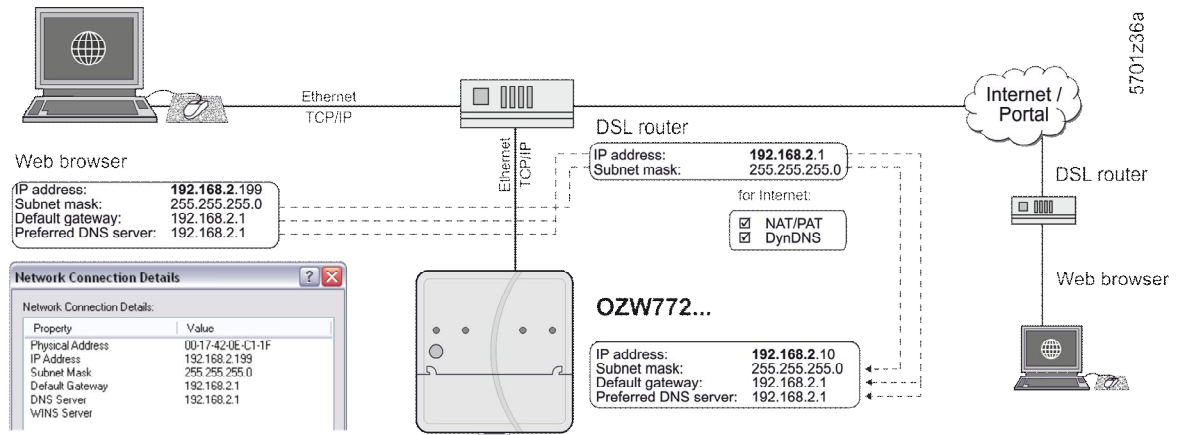 5701z36a
Ethernet
TCP/IP
Internet /
Portal
DSL router
Web browser
IP address: 192.168.2.199
Subnet mask: 255.255.255.0
Default gateway: 192.168.2.1
Preferred DNS server: 192.168.2.1
Ethernet
TCP/IP
IP address: 192.168.2.1
Subnet mask: 255.255.255.0
for Internet:
☑ NAT/PAT
☑ DynDNS
DSL router
Web browser
Network Connection Details
Network Connection Details:
Property Value
Physical Address 00-17-42-0E-C1-1F
IP Address 192.168.2.199
Subnet Mask 255.255.255.0
Default Gateway 192.168.2.1
DNS Server 192.168.2.1
WINS Server
OZW772...
IP address: 192.168.2.10
Subnet mask: 255.255.255.0
Default gateway: 192.168.2.1
Preferred DNS server: 192.168.2.1